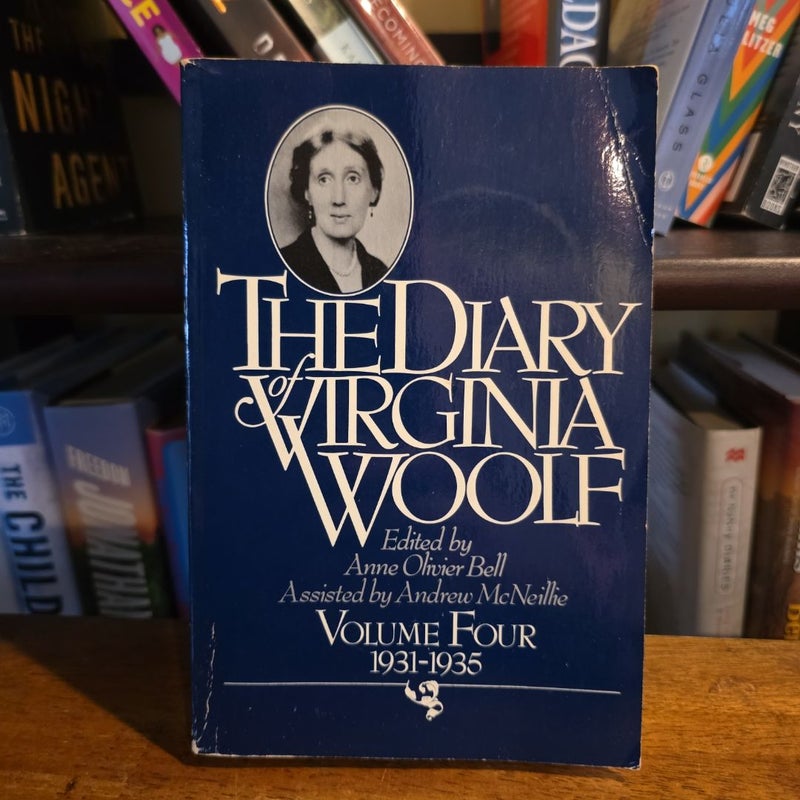 THE
NIGHT
AGENT
BECOMING
MEG
GLASS
THE DIARY
of VIRGINIA
WOOLF
Edited by
Anne Olivier Bell
Assisted by Andrew McNeillie
VOLUME FOUR
1931-1935
THE CHILD
FREEDOM
JONATHAN